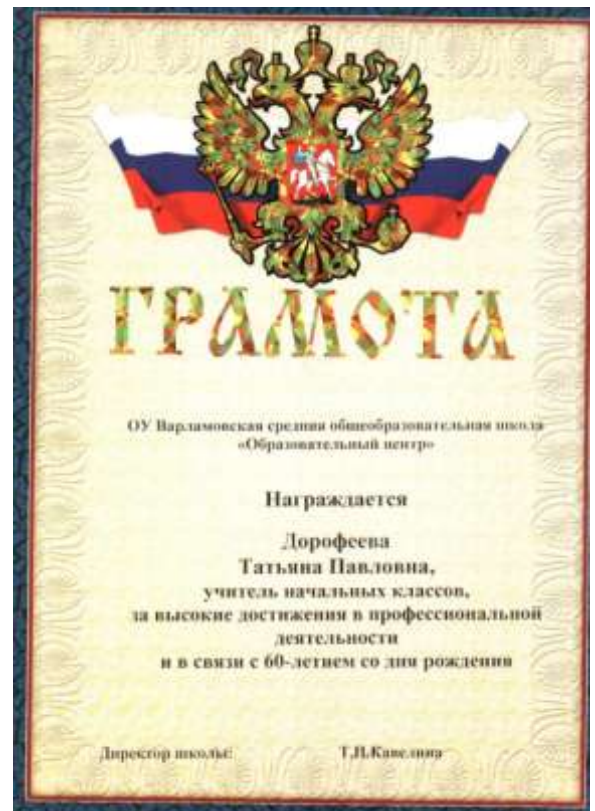 ГРАМОТА
ОУ Варламовская средняя общеобразовательная школа
«Образовательный центр»
Награждается
Дорофеева
Татьяна Павловна,
учитель начальных классов,
за высокие достижения в профессиональной
деятельности
и в связи с 60-летием со дня рождения
Директор школы: Т.П.Кавелина